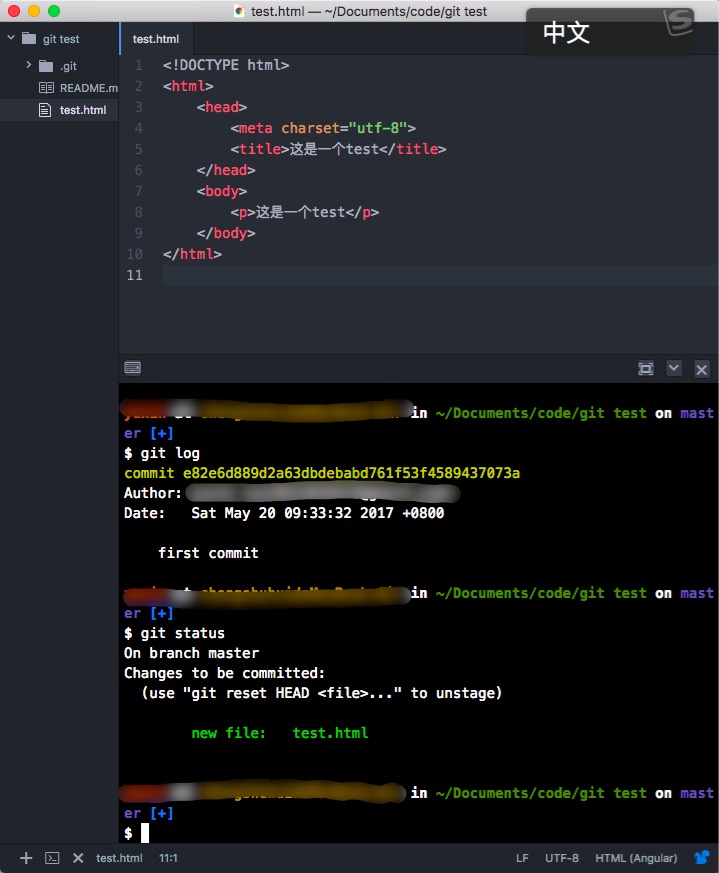 test.html — ~/Documents/code/git test
中文
git test
.git
README.m
test.html
test.html
1 <!DOCTYPE html>
2 <html>
3 <head>
4 <meta charset="utf-8">
5 <title>这是一个test</title>
6 </head>
7 <body>
8 <p>这是一个test</p>
9 </body>
10 </html>
11
in ~/Documents/code/git test on mast
er [+]
$ git log
commit e82e6d889d2a63dbdebabd761f53f4589437073a
Author:
Date:   Sat May 20 09:33:32 2017 +0800
first commit
in ~/Documents/code/git test on mast
er [+]
$ git status
On branch master
Changes to be committed:
(use "git reset HEAD <file>..." to unstage)
new file:   test.html
in ~/Documents/code/git test on mast
er [+]
$
test.html 11:1 LF UTF-8 HTML (Angular)